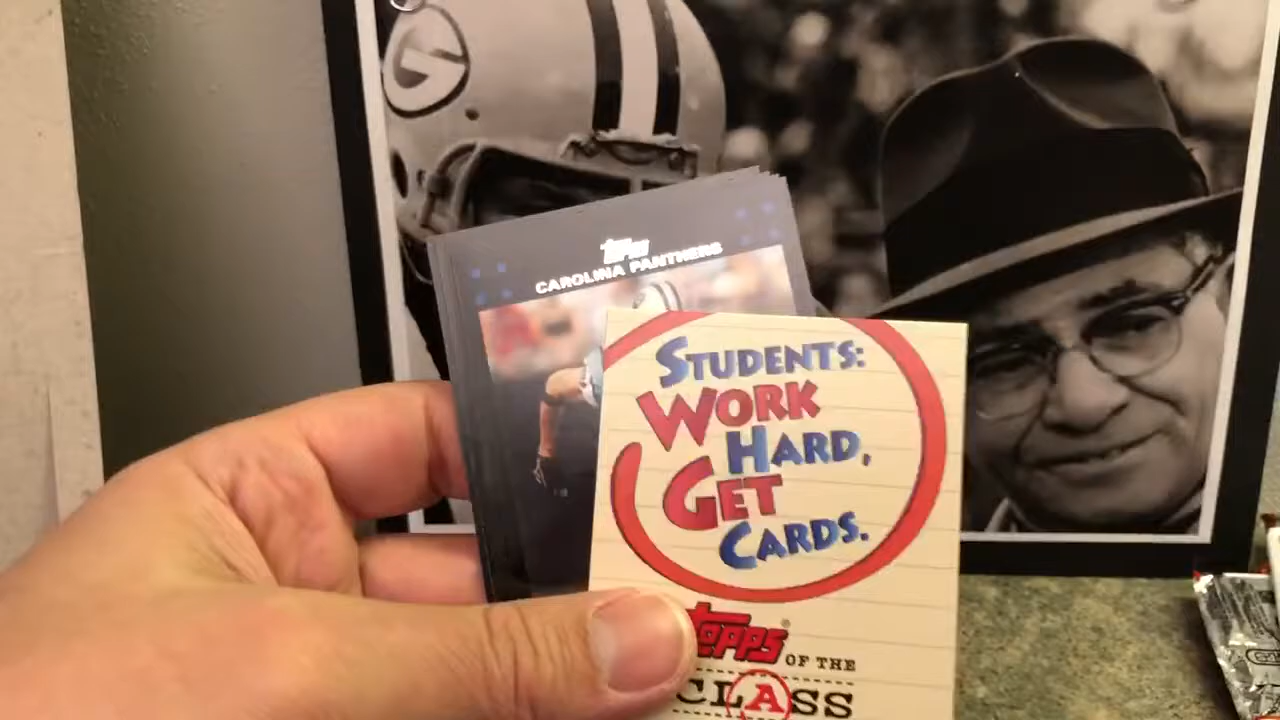 G
Topps
CAROLINA PANTHERS
STUDENTS:
WORK
HARD,
GET
CARDS.
Topps®
OF THE
CLASS